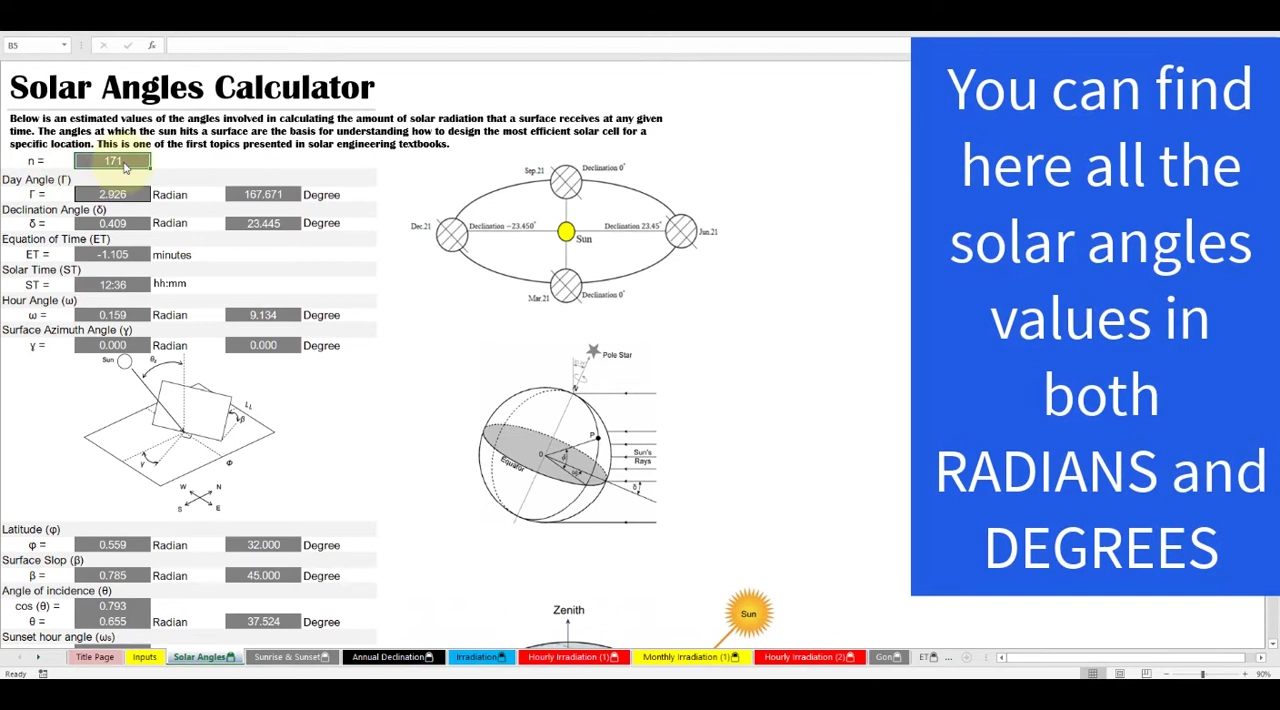 B5
fx
Solar Angles Calculator
Below is an estimated values of the angles involved in calculating the amount of solar radiation that a surface receives at any given
time. The angles at which the sun hits a surface are the basis for understanding how to design the most efficient solar cell for a
specific location. This is one of the first topics presented in solar engineering textbooks.
n = 171
Day Angle (Γ)
Γ = 2.926 Radian 167.671 Degree
Declination Angle (δ)
δ = 0.409 Radian 23.445 Degree
Equation of Time (ET)
ET = -1.105 minutes
Solar Time (ST)
ST = 12:36 hh:mm
Hour Angle (ω)
ω = 0.159 Radian 9.134 Degree
Surface Azimuth Angle (γ)
γ = 0.000 Radian 0.000 Degree
Sun θz
LL
β
γ
Φ
W N
S E
Sep.21 Declination 0°
Dec.21 Declination −23.450° Declination 23.45° Jun.21
Sun
Mar.21 Declination 0°
Pole Star
N
P
O
Equator
Sun's
Rays
δ
Latitude (φ)
φ = 0.559 Radian 32.000 Degree
Surface Slop (β)
β = 0.785 Radian 45.000 Degree
Angle of incidence (θ)
cos (θ) = 0.793
θ = 0.655 Radian 37.524 Degree
Sunset hour angle (ωs)
Zenith
Sun
You can find
here all the
solar angles
values in
both
RADIANS and
DEGREES
Title Page Inputs Solar Angles Sunrise & Sunset Annual Declination Irradiation Hourly Irradiation (1) Monthly Irradiation (1) Hourly Irradiation (2) Gon ET ...
Ready 90%